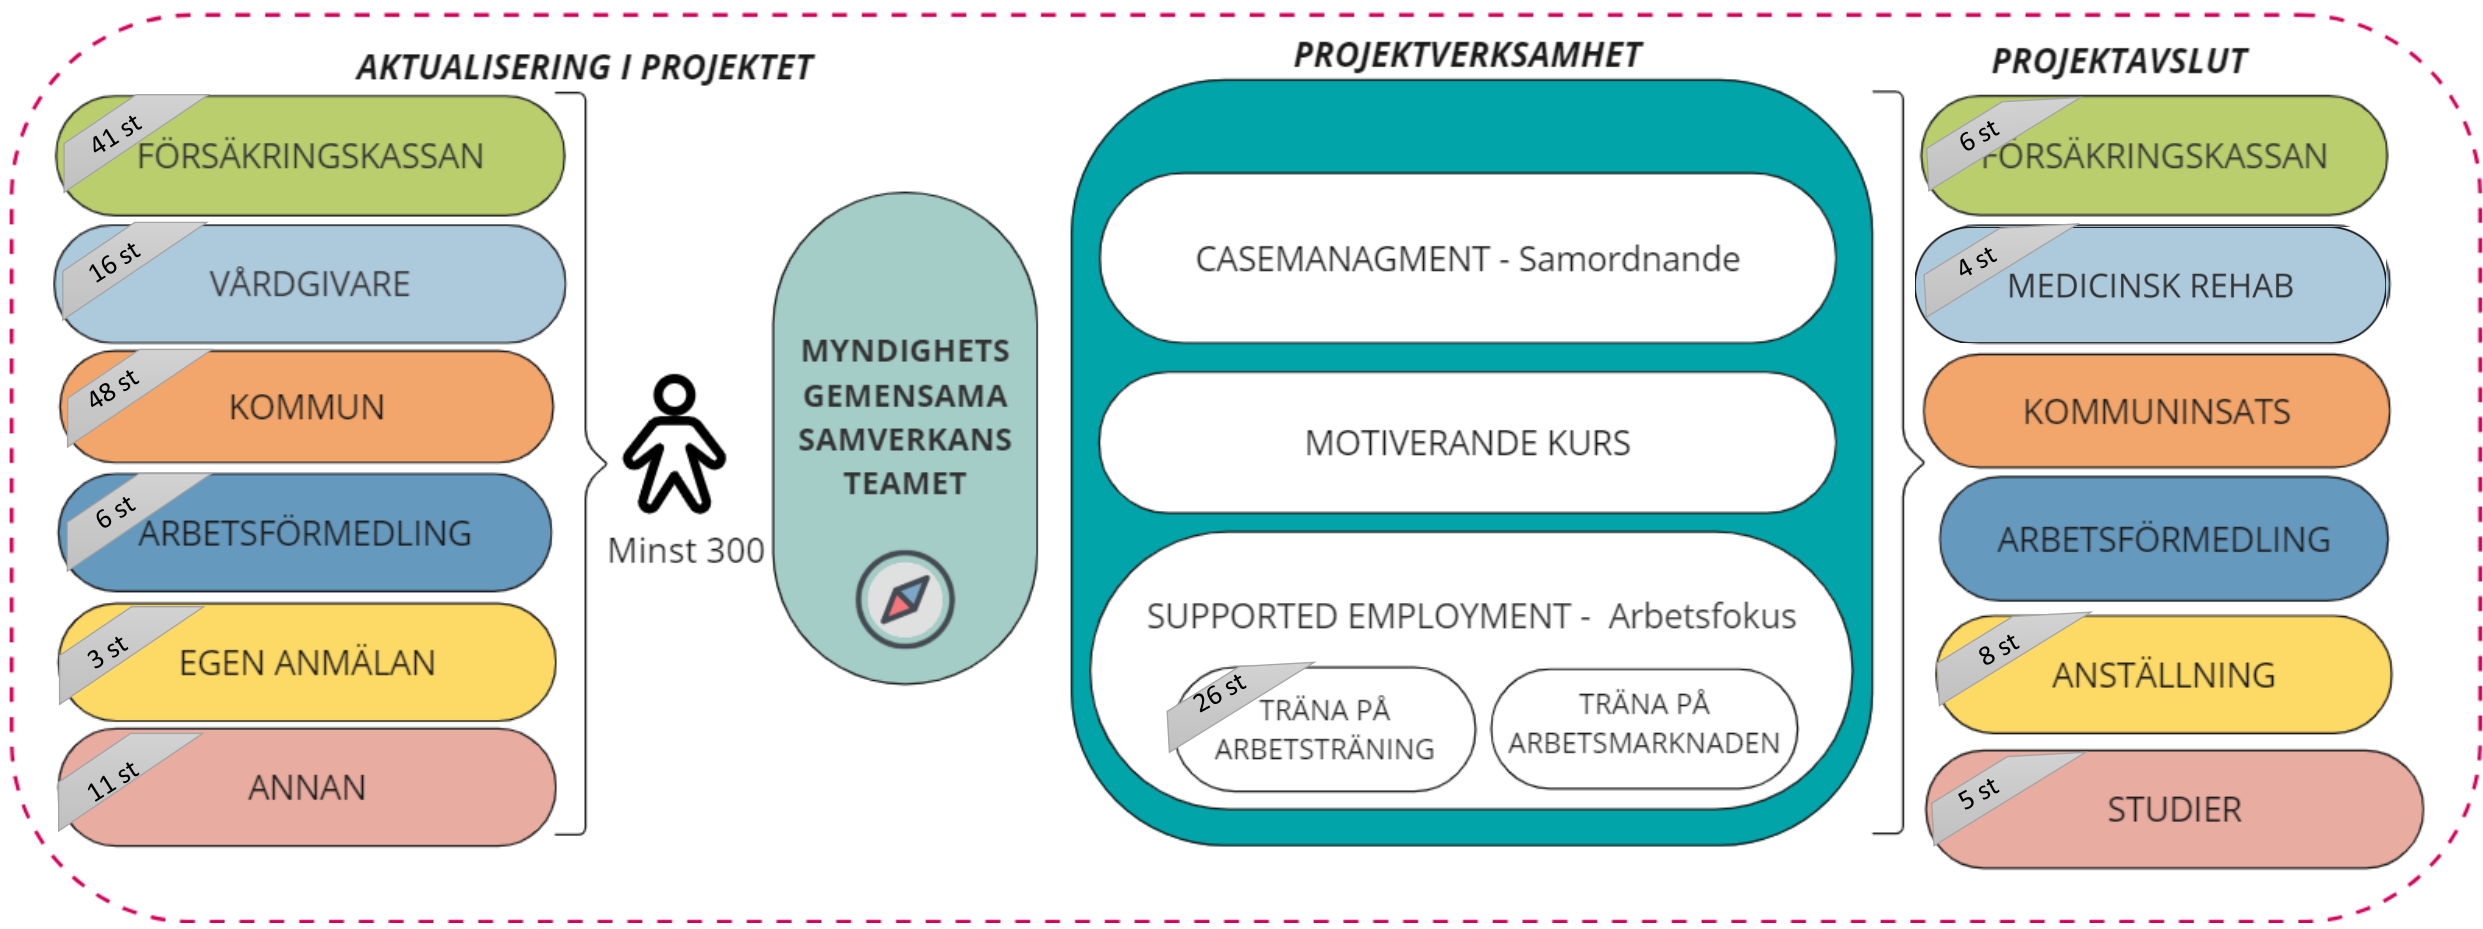 AKTUALISERING I PROJEKTET
41 st
FÖRSÄKRINGSKASSAN
16 st
VÅRDGIVARE
48 st
KOMMUN
6 st
ARBETSFÖRMEDLING
3 st
EGEN ANMÄLAN
11 st
ANNAN
Minst 300
MYNDIGHETS
GEMENSAMA
SAMVERKANS
TEAMET
PROJEKTVERKSAMHET
CASEMANAGMENT - Samordnande
MOTIVERANDE KURS
SUPPORTED EMPLOYMENT - Arbetsfokus
26 st
TRÄNA PÅ
ARBETSTRÄNING
TRÄNA PÅ
ARBETSMARKNADEN
PROJEKTAVSLUT
6 st
FÖRSÄKRINGSKASSAN
4 st
MEDICINSK REHAB
KOMMUNINSATS
ARBETSFÖRMEDLING
8 st
ANSTÄLLNING
5 st
STUDIER